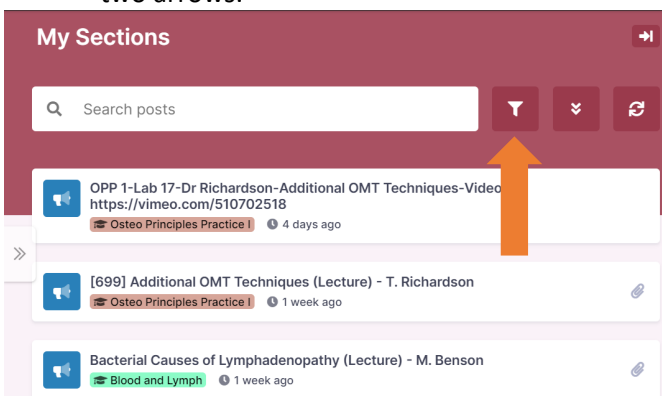 two arrows.
My Sections
Search posts
OPP 1-Lab 17-Dr Richardson-Additional OMT Techniques-Video
https://vimeo.com/510702518
Osteo Principles Practice I 4 days ago
[699] Additional OMT Techniques (Lecture) - T. Richardson
Osteo Principles Practice I 1 week ago
Bacterial Causes of Lymphadenopathy (Lecture) - M. Benson
Blood and Lymph 1 week ago